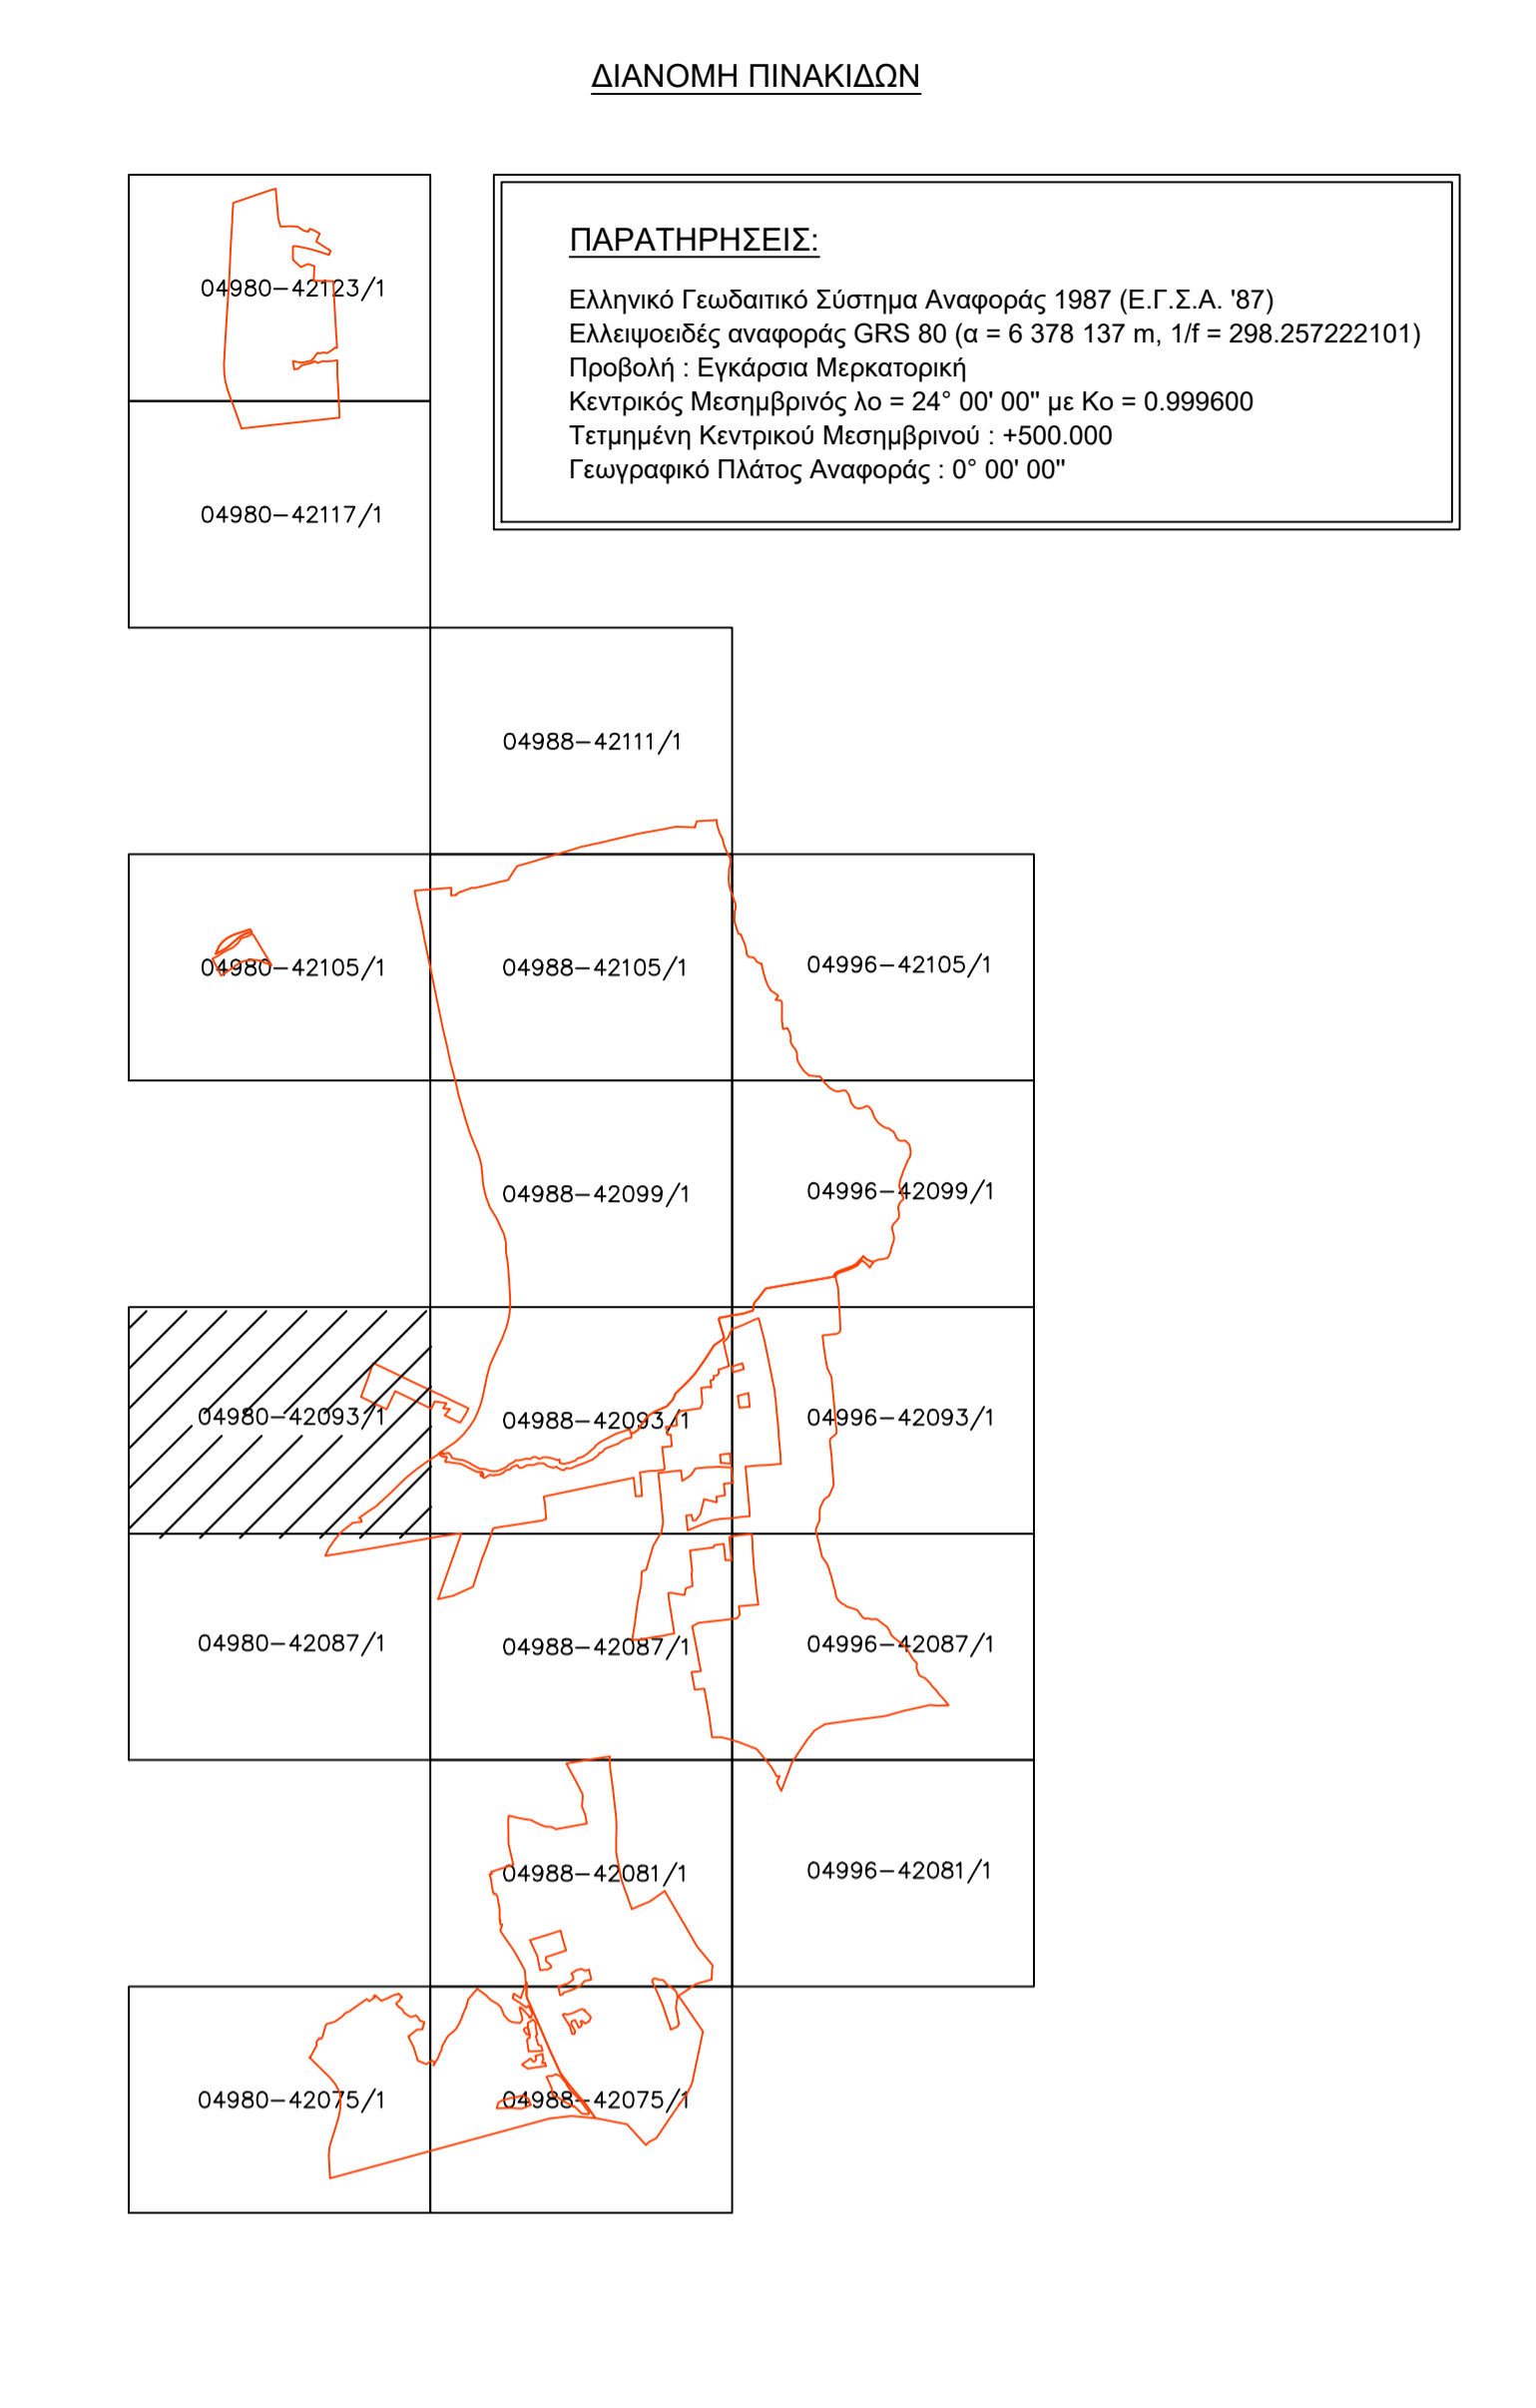 ΔΙΑΝΟΜΗ ΠΙΝΑΚΙΔΩΝ
ΠΑΡΑΤΗΡΗΣΕΙΣ:
Ελληνικό Γεωδαιτικό Σύστημα Αναφοράς 1987 (Ε.Γ.Σ.Α. '87)
Ελλειψοειδές αναφοράς GRS 80 (α = 6 378 137 m, 1/f = 298.257222101)
Προβολή : Εγκάρσια Μερκατορική
Κεντρικός Μεσημβρινός λο = 24° 00' 00'' με Κο = 0.999600
Τετμημένη Κεντρικού Μεσημβρινού : +500.000
Γεωγραφικό Πλάτος Αναφοράς : 0° 00' 00''
04980-42123/1
04980-42117/1
04988-42111/1
04980-42105/1
04988-42105/1
04996-42105/1
04988-42099/1
04996-42099/1
04980-42093/1
04988-42093/1
04996-42093/1
04980-42087/1
04988-42087/1
04996-42087/1
04988-42081/1
04996-42081/1
04980-42075/1
04988-42075/1